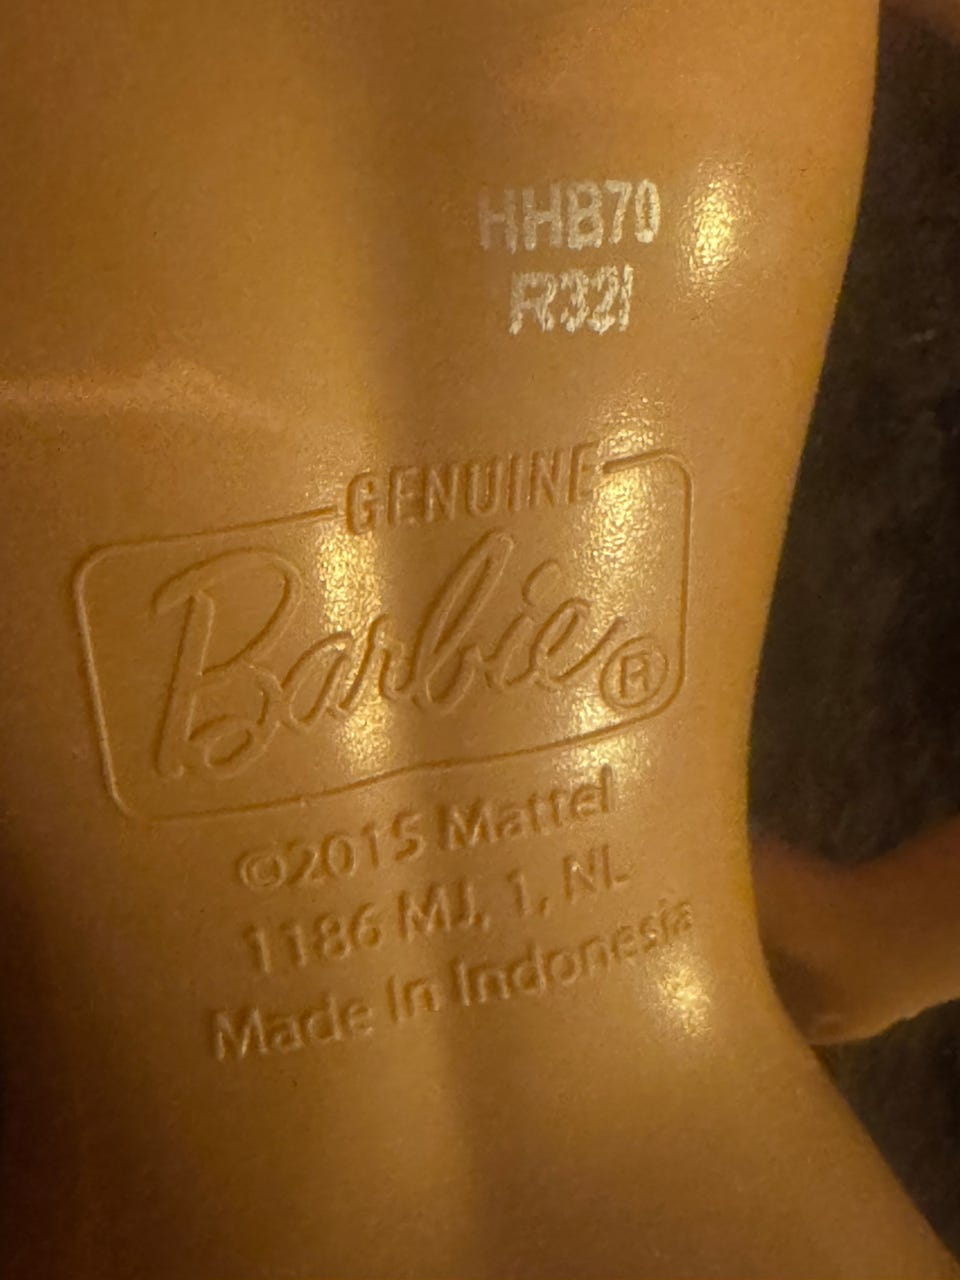 HHB70
R32I
GENUINE
Barbie®
©2015 Mattel
1186 MJ, 1, NL
Made In Indonesia